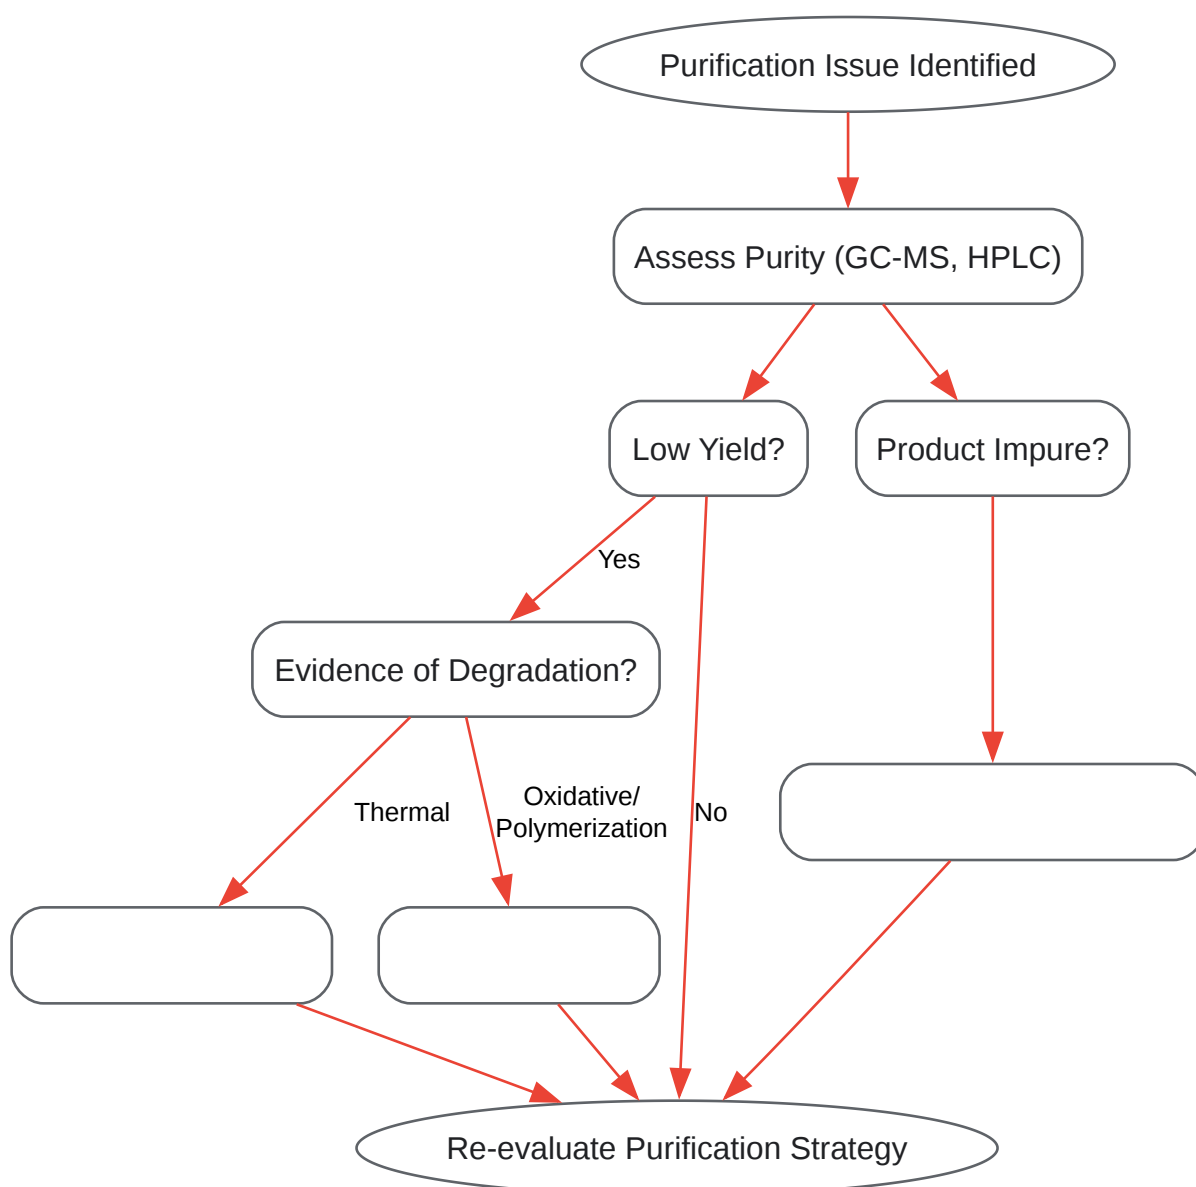 Purification Issue Identified
Assess Purity (GC-MS, HPLC)
Low Yield?
Product Impure?
Yes
Evidence of Degradation?
Thermal
Oxidative/
Polymerization
No
Re-evaluate Purification Strategy